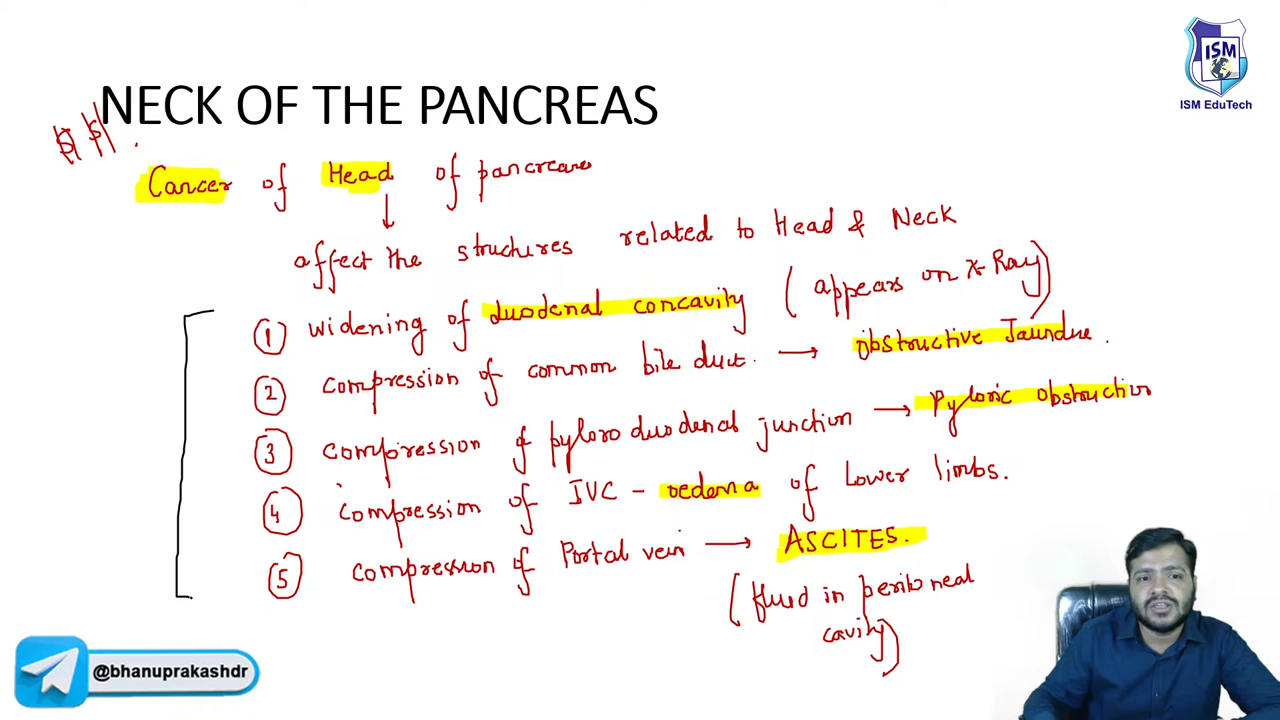 ISM
ISM EduTech
NECK OF THE PANCREAS
Cancer of Head of pancreas
affect the structures related to Head & Neck
1 widening of duodenal concavity (appears on X-Ray)
2 compression of common bile duct. → obstructive Jaundice.
3 compression of pyloro duodenal junction → Pyloric obstruction
4 compression of IVC - oedema of Lower limbs.
5 compression of Portal vein → ASCITES.
(fluid in peritoneal
cavity)
@bhanuprakashdr